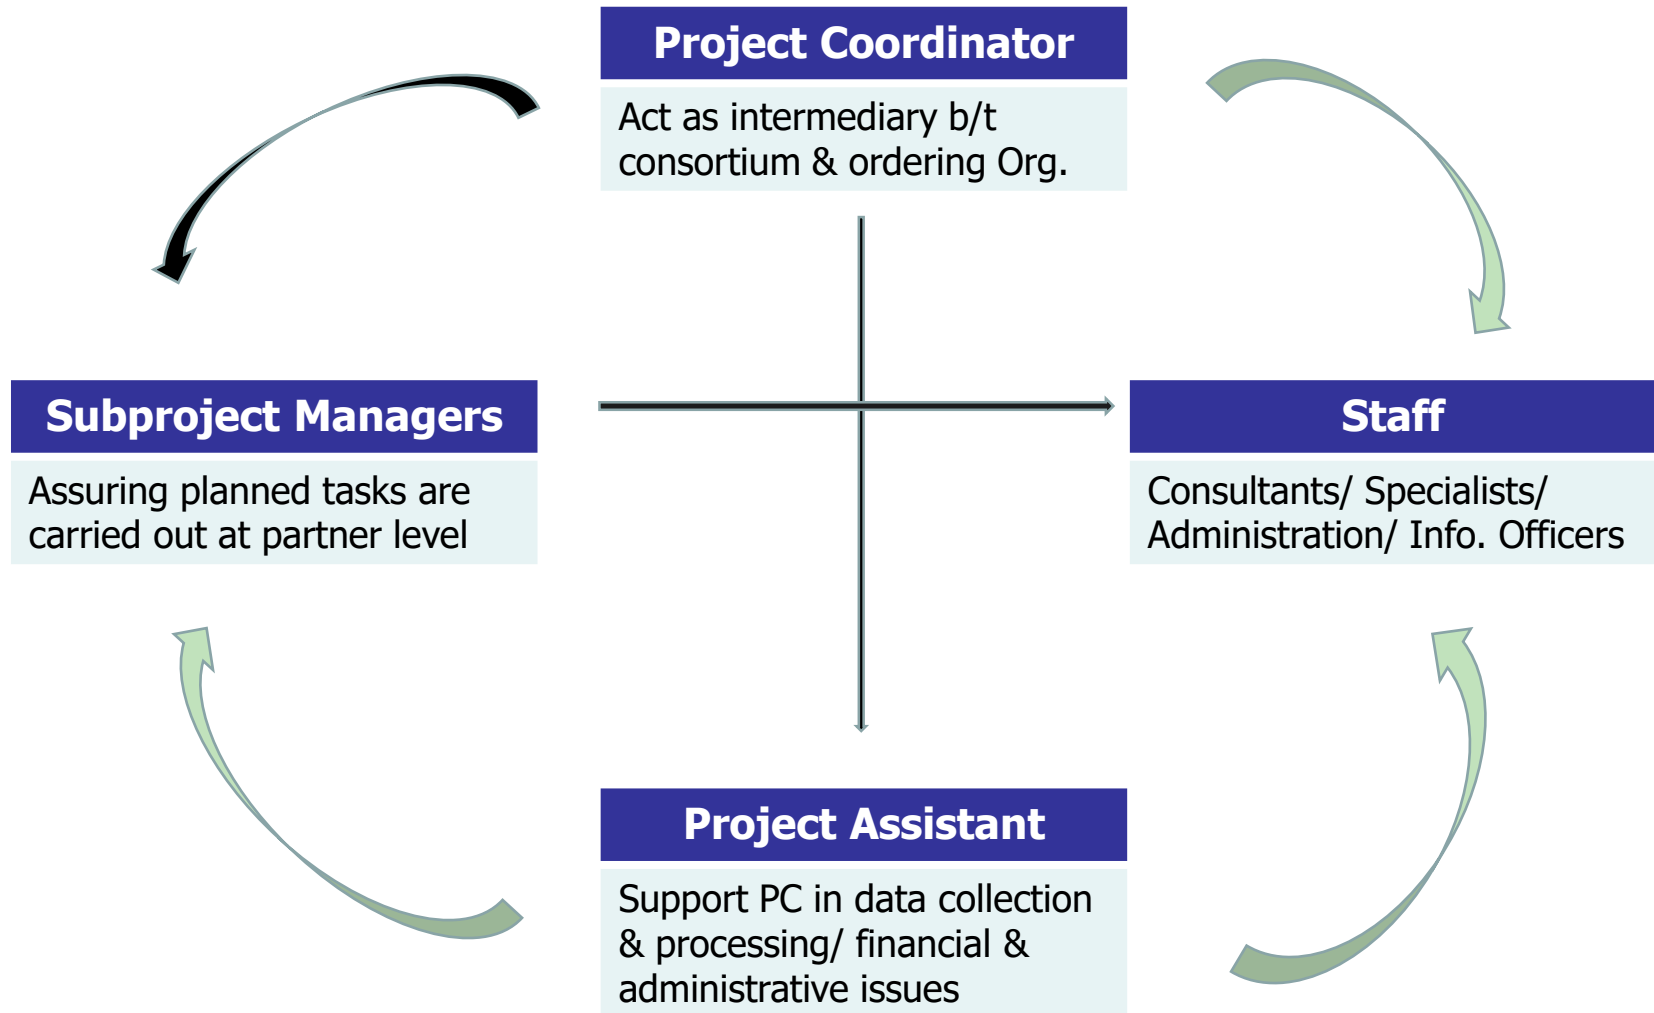 Project Coordinator
Act as intermediary b/t
consortium & ordering Org.
Subproject Managers
Assuring planned tasks are
carried out at partner level
Staff
Consultants/ Specialists/
Administration/ Info. Officers
Project Assistant
Support PC in data collection
& processing/ financial &
administrative issues